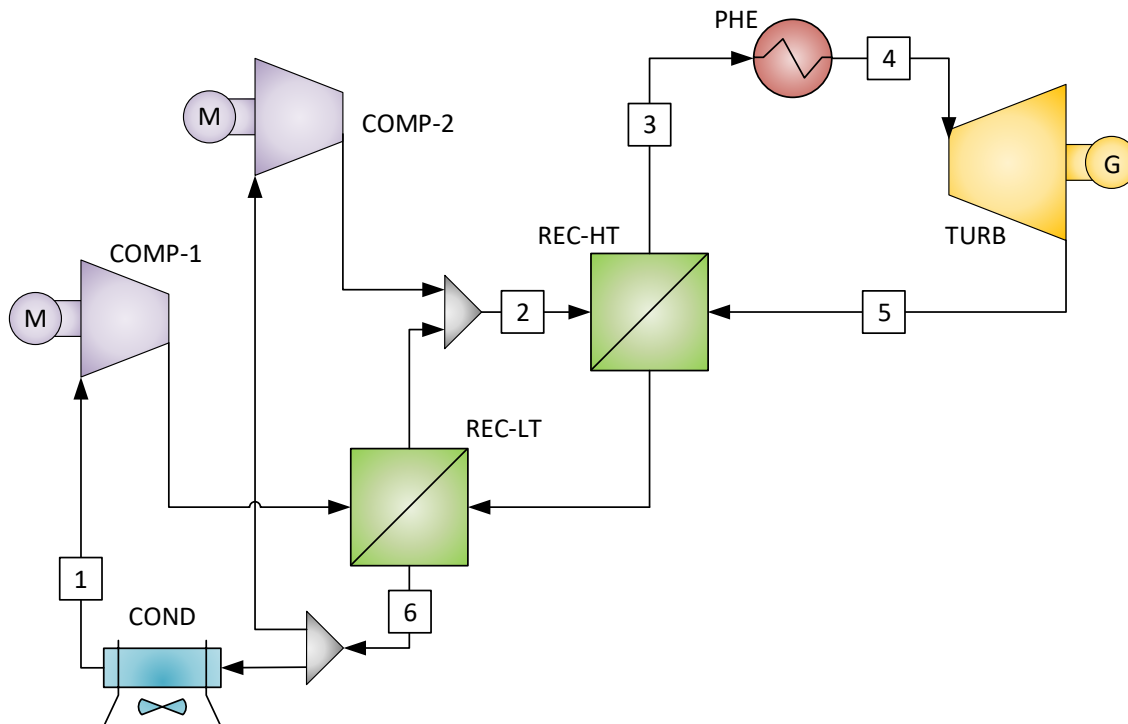 PHE
4
M
COMP-2
3
G
REC-HT
TURB
COMP-1
M
2
5
REC-LT
1
6
COND